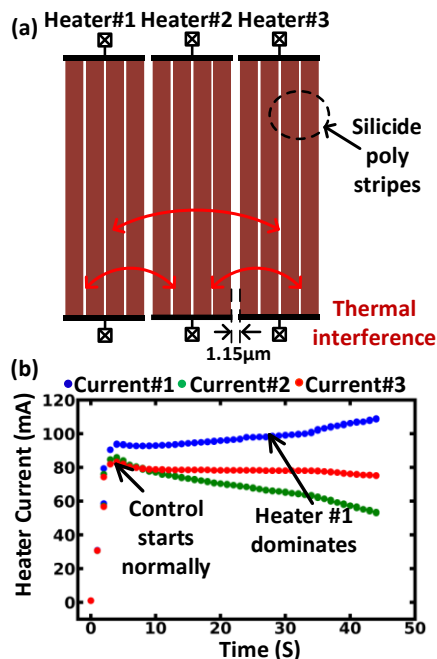 (a)
Heater#1 Heater#2 Heater#3
Silicide
poly
stripes
Thermal
interference
1.15μm
(b)
Current#1 Current#2 Current#3
Heater Current (mA)
120
100
80
60
40
20
0
Control
starts
normally
Heater #1
dominates
0 10 20 30 40 50
Time (S)